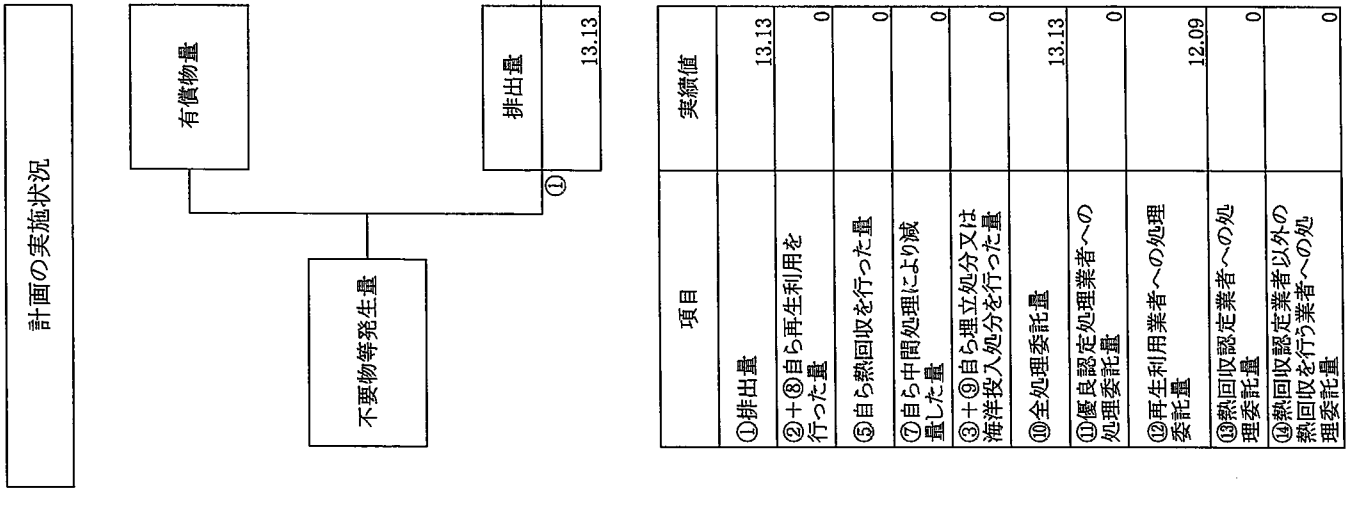 計画の実施状況
有償物量
不要物等発生量
排出量
①
13.13
項目
実績値
①排出量
13.13
②+⑧自ら再生利用を
行った量
0
⑤自ら熱回収を行った量
0
⑦自ら中間処理により減
量した量
0
③+⑨自ら埋立処分又は
海洋投入処分を行った量
0
⑩全処理委託量
13.13
⑪優良認定処理業者への
処理委託量
0
⑫再生利用業者への処理
委託量
12.09
⑬熱回収認定業者への処
理委託量
0
⑭熱回収認定業者以外の
熱回収を行う業者への処
理委託量
0